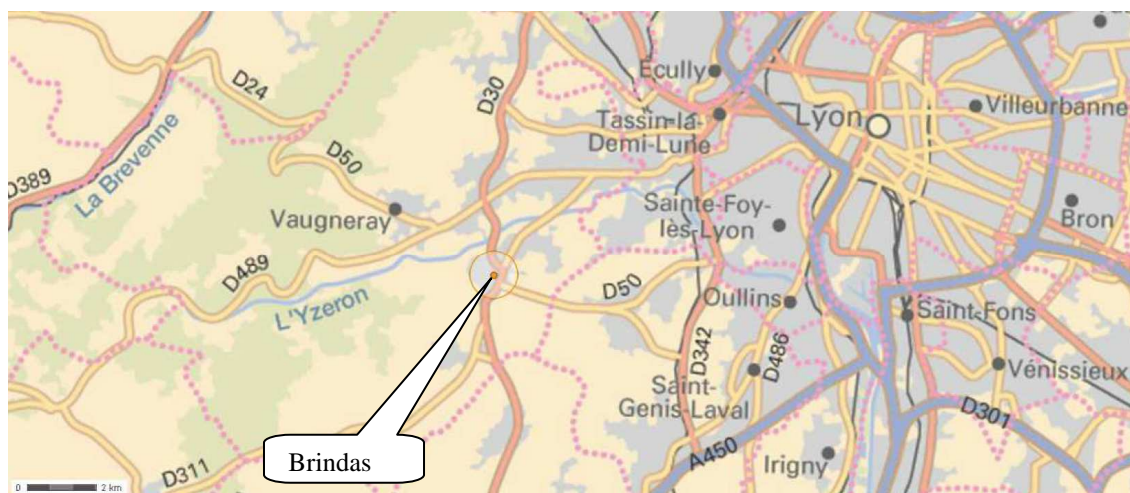 D24
D30
Écully
Villeurbanne
Tassin-la-
Demi-Lune
Lyon
La Brevenne
D389
D50
Vaugneray
Sainte-Foy-
lès-Lyon
Bron
D489
L'Yzeron
D50
Oullins
Saint-Fons
D342
D486
Saint-
Genis-Laval
Vénissieux
D301
A450
Irigny
Brindas
D311
0 2 km